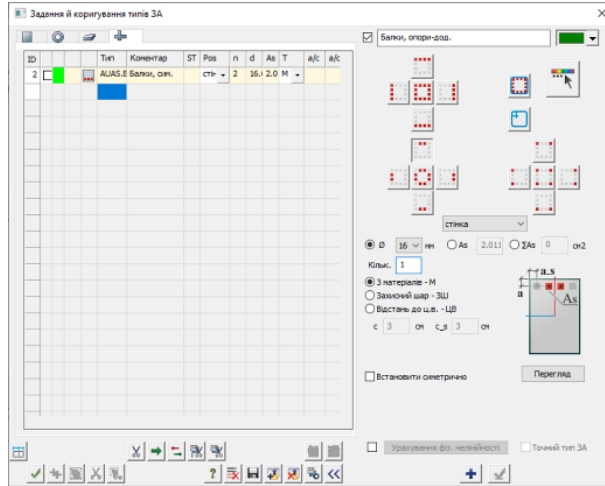 Задання й коригування типів ЗА
ID Тип Коментар ST Pos n d As T a/c a/c
2 AUAS.E Балки, сим. стін 2 16.0 2.0 M
Балки, опори-дод.
стінка
Ø 16 мм As 2.011 ΣAs 0 см2
Кільк. 1
З матеріалів - М
Захисний шар - ЗШ
Відстань до ц.в. - ЦВ
c 3 см c_s 3 см
a_s
a
As
Встановити симетрично Перегляд
Урахування фіз. нелінійності Точний тип ЗА